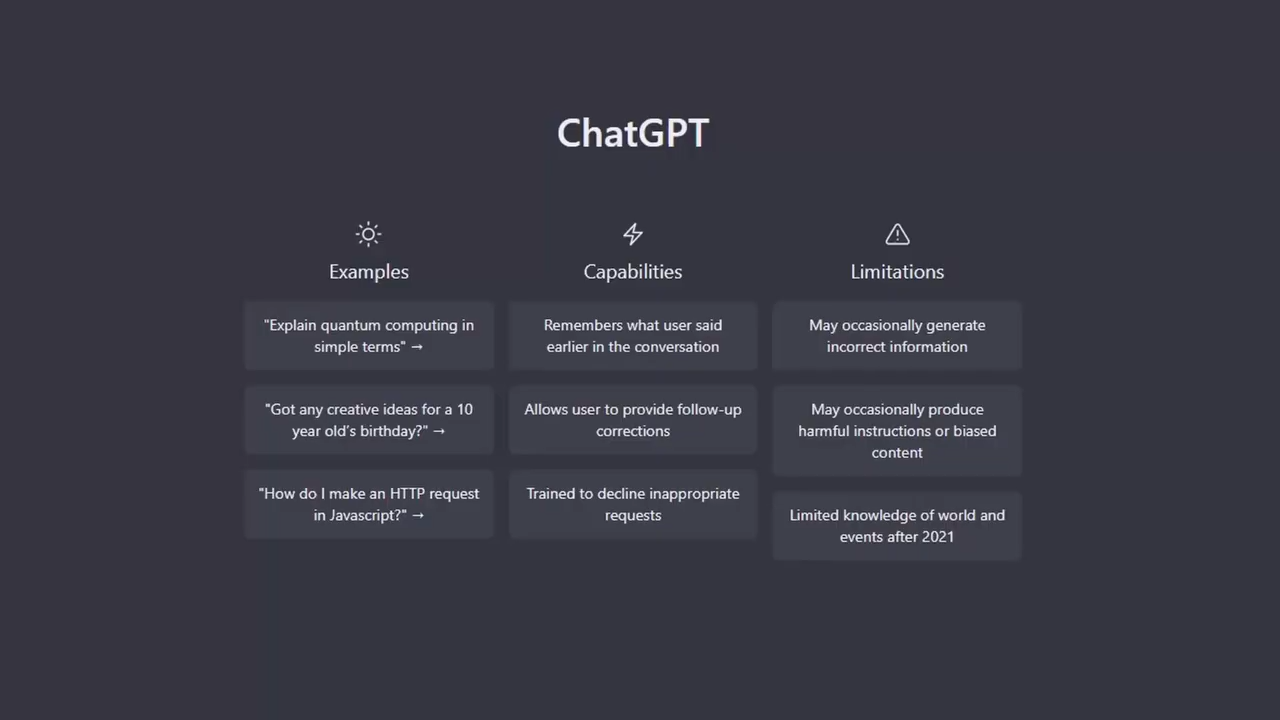 ChatGPT
Examples
"Explain quantum computing in
simple terms" →
"Got any creative ideas for a 10
year old’s birthday?" →
"How do I make an HTTP request
in Javascript?" →
Capabilities
Remembers what user said
earlier in the conversation
Allows user to provide follow-up
corrections
Trained to decline inappropriate
requests
Limitations
May occasionally generate
incorrect information
May occasionally produce
harmful instructions or biased
content
Limited knowledge of world and
events after 2021